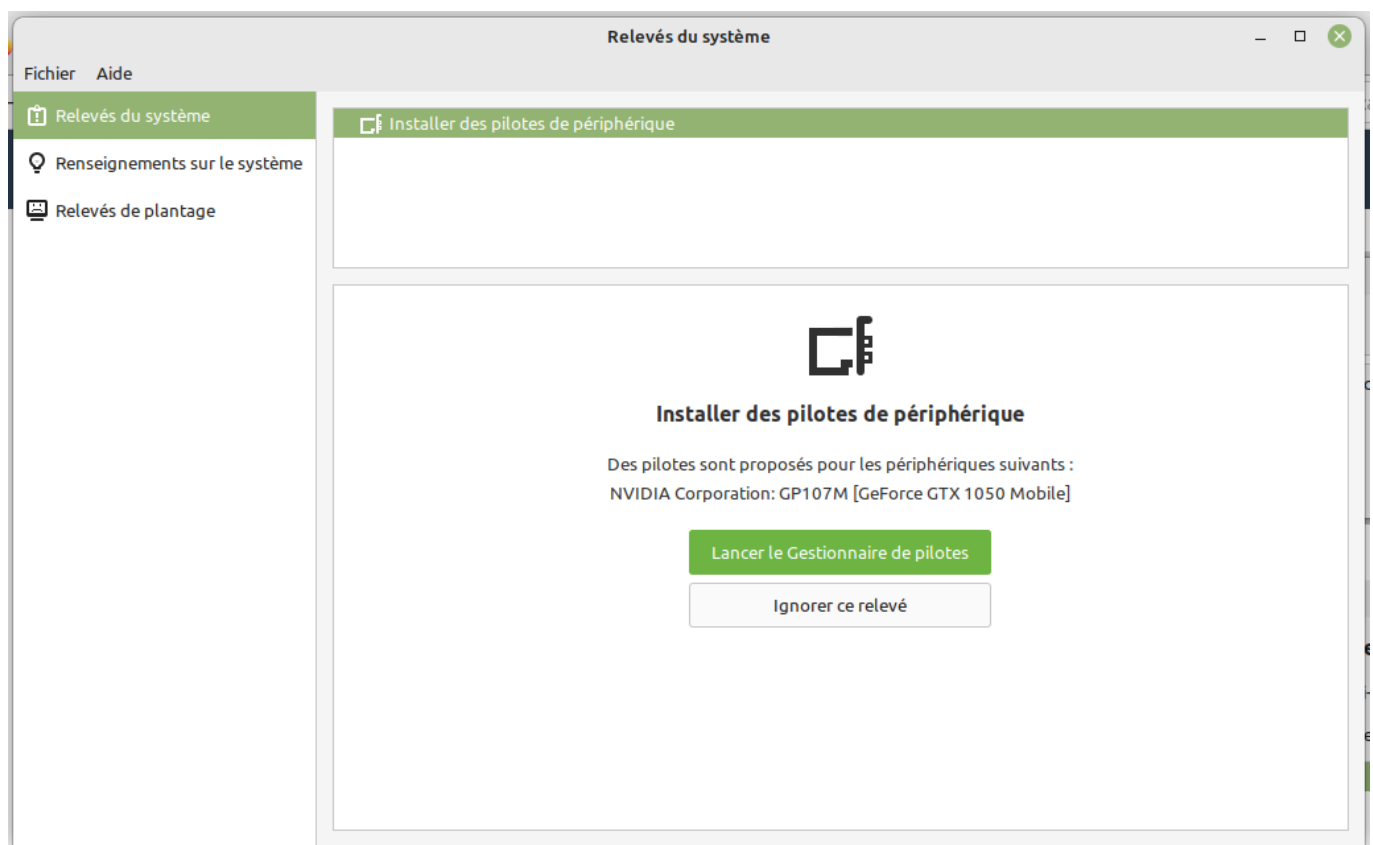 Relevés du système
Fichier Aide
Relevés du système
Renseignements sur le système
Relevés de plantage
Installer des pilotes de périphérique
Installer des pilotes de périphérique
Des pilotes sont proposés pour les périphériques suivants :
NVIDIA Corporation: GP107M [GeForce GTX 1050 Mobile]
Lancer le Gestionnaire de pilotes
Ignorer ce relevé